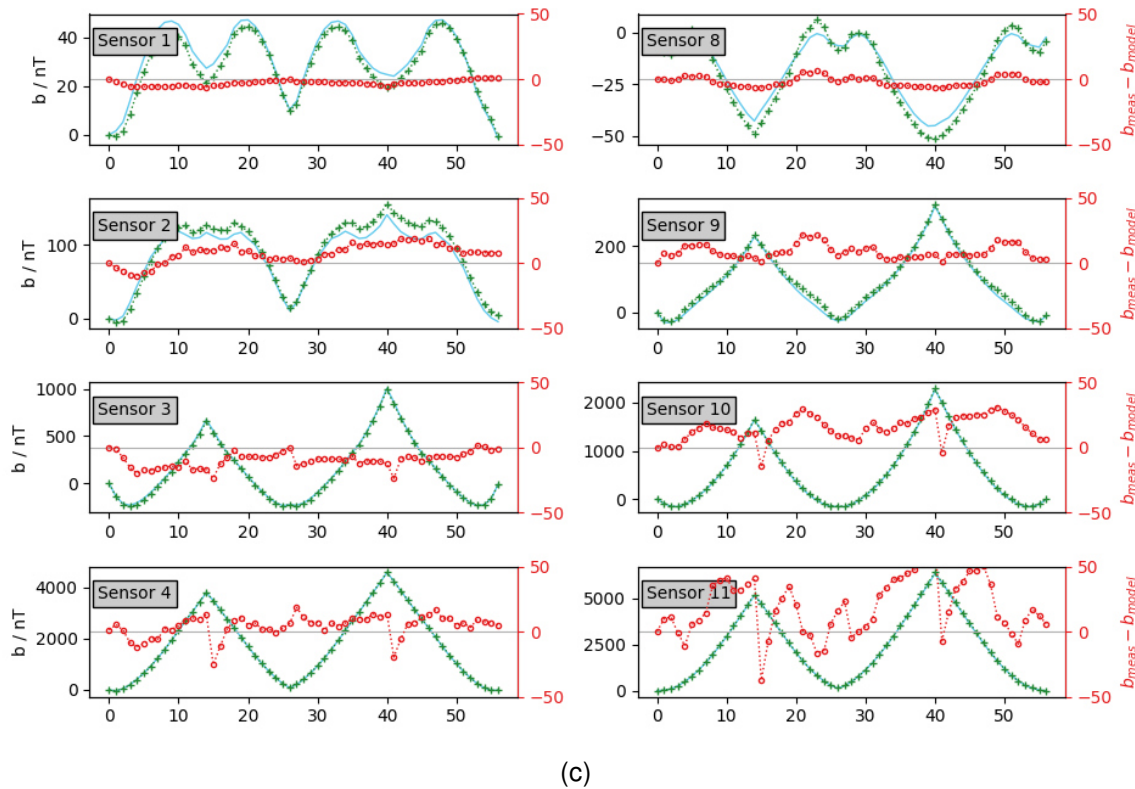 Sensor 1
b / nT
40
20
0
50
0
−50
0 10 20 30 40 50
Sensor 8
0
−25
−50
50
0
−50
b_meas − b_model
0 10 20 30 40 50
Sensor 2
b / nT
100
0
50
0
−50
0 10 20 30 40 50
Sensor 9
200
0
50
0
−50
b_meas − b_model
0 10 20 30 40 50
Sensor 3
b / nT
1000
500
0
50
0
−50
0 10 20 30 40 50
Sensor 10
2000
1000
0
50
0
−50
b_meas − b_model
0 10 20 30 40 50
Sensor 4
b / nT
4000
2000
0
50
0
−50
0 10 20 30 40 50
Sensor 11
5000
2500
0
50
0
−50
b_meas − b_model
0 10 20 30 40 50
(c)